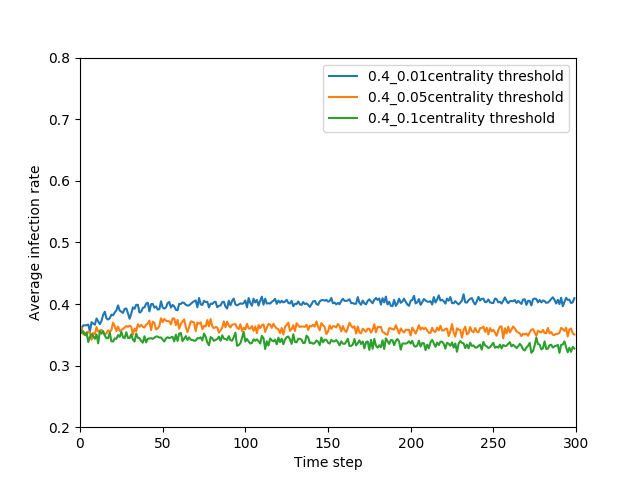 0.8
0.7
0.6
0.5
0.4
0.3
0.2
Average infection rate
0.4_0.01centrality threshold
0.4_0.05centrality threshold
0.4_0.1centrality threshold
0 50 100 150 200 250 300
Time step